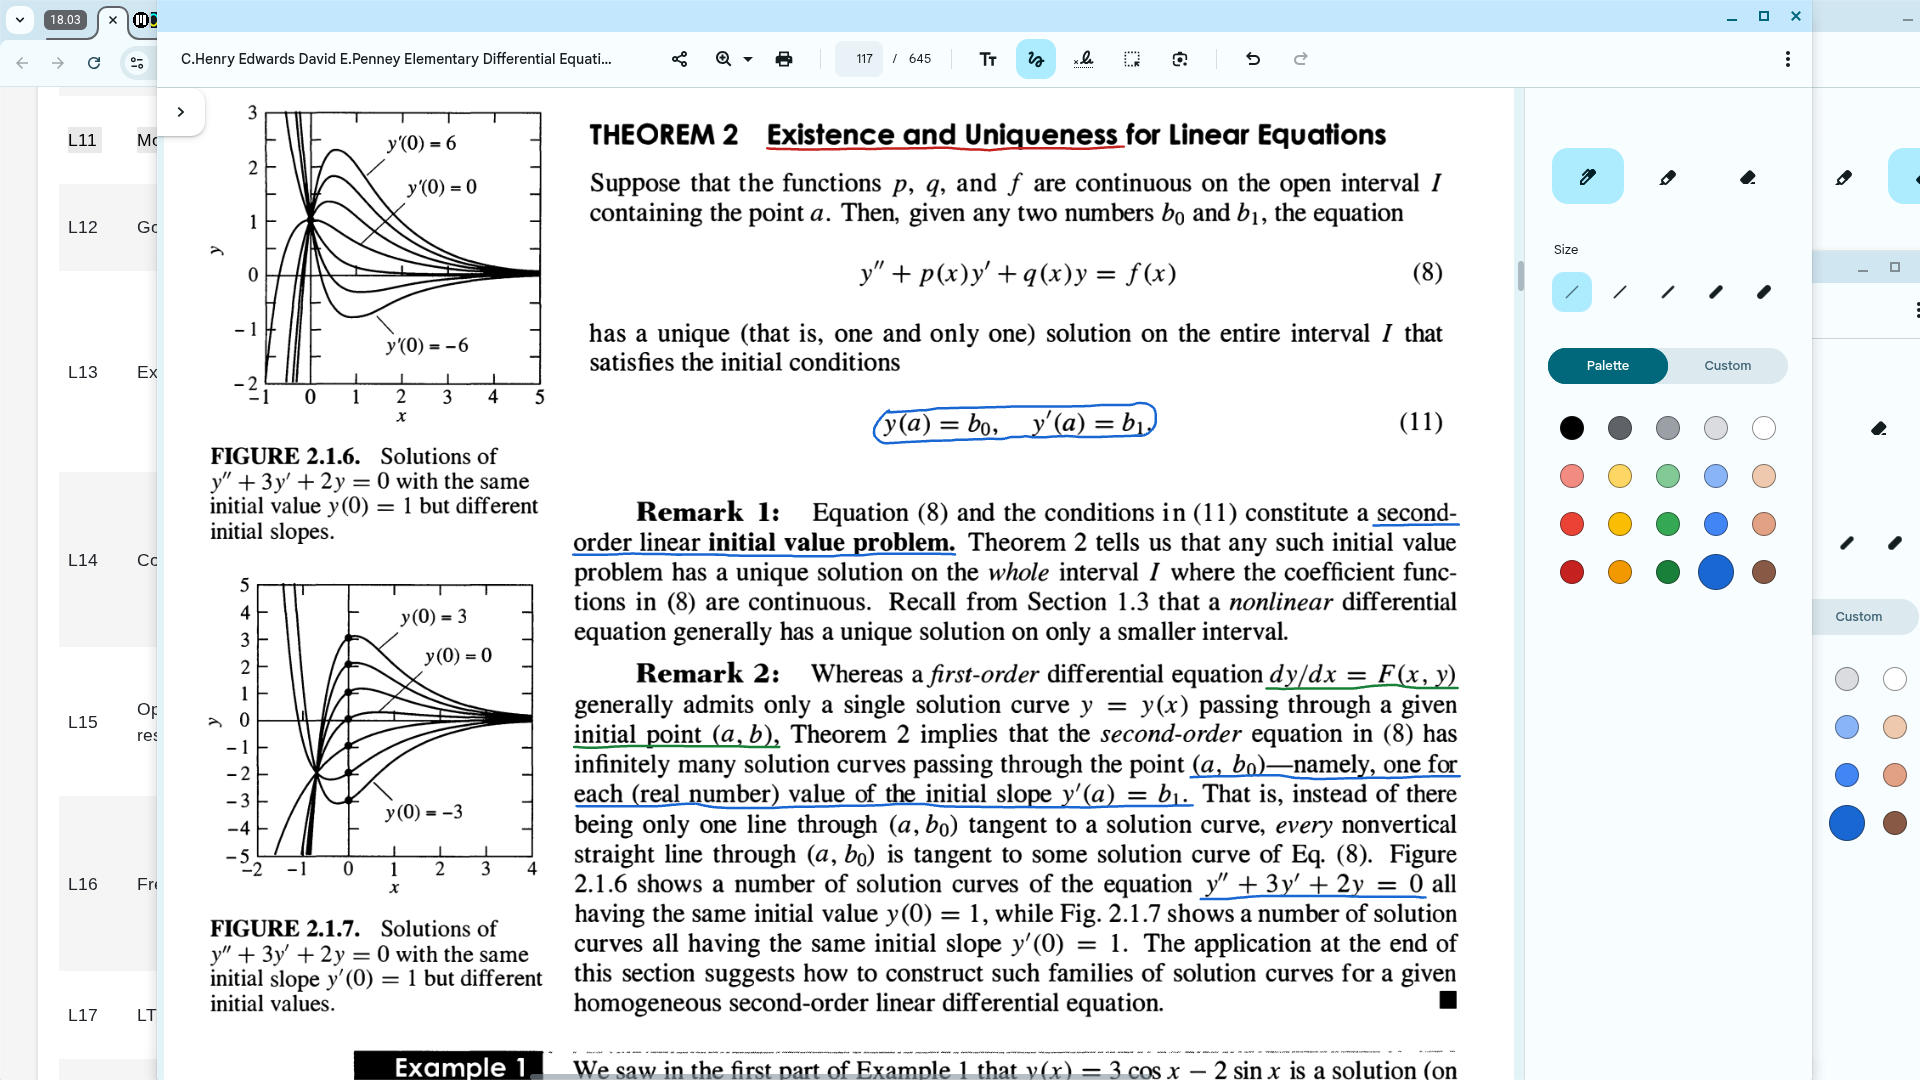 18.03
C.Henry Edwards David E.Penney Elementary Differential Equati...
117 / 645
L11 Mo
L12 Go
L13 Ex
L14 Co
L15 Op
res
L16 Fre
L17 LT
3
2
1
0
−1
−2
−1 0 1 2 3 4 5
x
y
y′(0) = 6
y′(0) = 0
y′(0) = −6
FIGURE 2.1.6. Solutions of
y″ + 3y′ + 2y = 0 with the same
initial value y(0) = 1 but different
initial slopes.
5
4
3
2
1
0
−1
−2
−3
−4
−5
−2 −1 0 1 2 3 4
x
y
y(0) = 3
y(0) = 0
y(0) = −3
FIGURE 2.1.7. Solutions of
y″ + 3y′ + 2y = 0 with the same
initial slope y′(0) = 1 but different
initial values.
THEOREM 2 Existence and Uniqueness for Linear Equations
Suppose that the functions p, q, and f are continuous on the open interval I
containing the point a. Then, given any two numbers b₀ and b₁, the equation
y″ + p(x)y′ + q(x)y = f(x) (8)
has a unique (that is, one and only one) solution on the entire interval I that
satisfies the initial conditions
y(a) = b₀, y′(a) = b₁. (11)
Remark 1: Equation (8) and the conditions in (11) constitute a second-
order linear initial value problem. Theorem 2 tells us that any such initial value
problem has a unique solution on the whole interval I where the coefficient func-
tions in (8) are continuous. Recall from Section 1.3 that a nonlinear differential
equation generally has a unique solution on only a smaller interval.
Remark 2: Whereas a first-order differential equation dy/dx = F(x, y)
generally admits only a single solution curve y = y(x) passing through a given
initial point (a, b), Theorem 2 implies that the second-order equation in (8) has
infinitely many solution curves passing through the point (a, b₀)—namely, one for
each (real number) value of the initial slope y′(a) = b₁. That is, instead of there
being only one line through (a, b₀) tangent to a solution curve, every nonvertical
straight line through (a, b₀) is tangent to some solution curve of Eq. (8). Figure
2.1.6 shows a number of solution curves of the equation y″ + 3y′ + 2y = 0 all
having the same initial value y(0) = 1, while Fig. 2.1.7 shows a number of solution
curves all having the same initial slope y′(0) = 1. The application at the end of
this section suggests how to construct such families of solution curves for a given
homogeneous second-order linear differential equation.
Example 1
We saw in the first part of Example 1 that y(x) = 3 cos x − 2 sin x is a solution (on
Size
Palette Custom
Custom